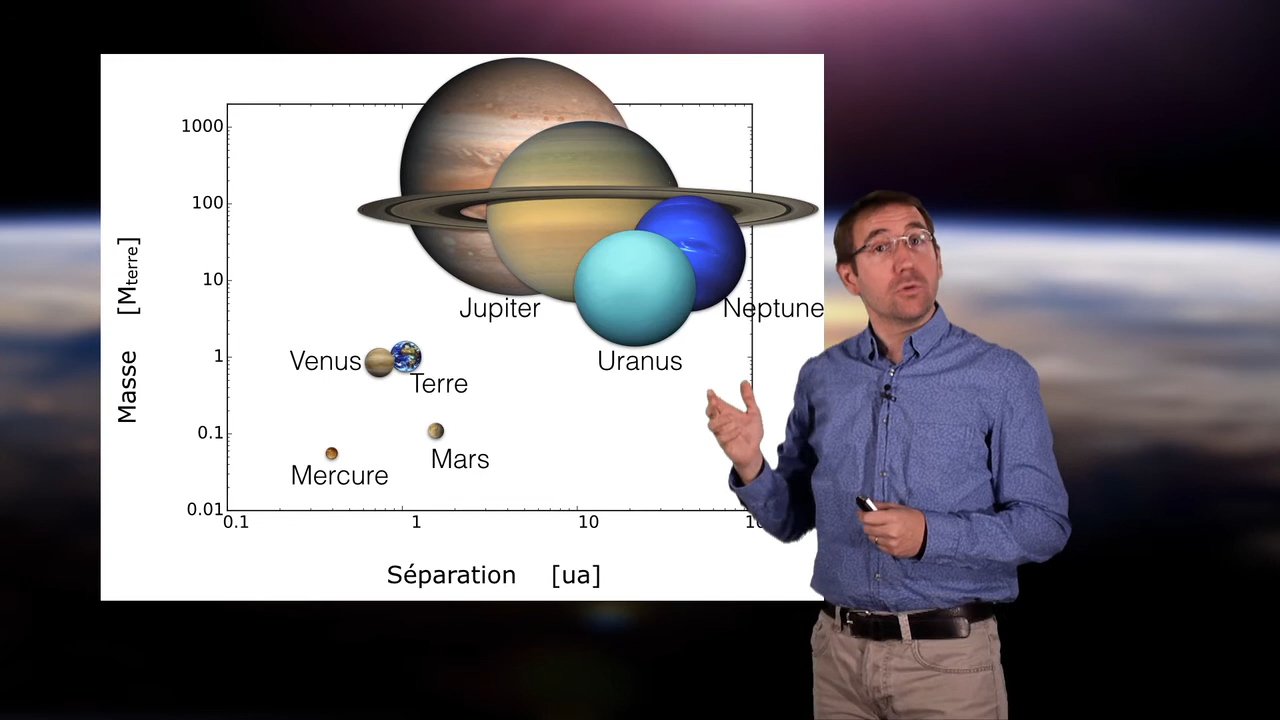 1000
100
10
1
0.1
0.01
Masse [Mterre]
Jupiter
Neptune
Venus
Uranus
Terre
Mars
Mercure
0.1
1
10
Séparation [ua]